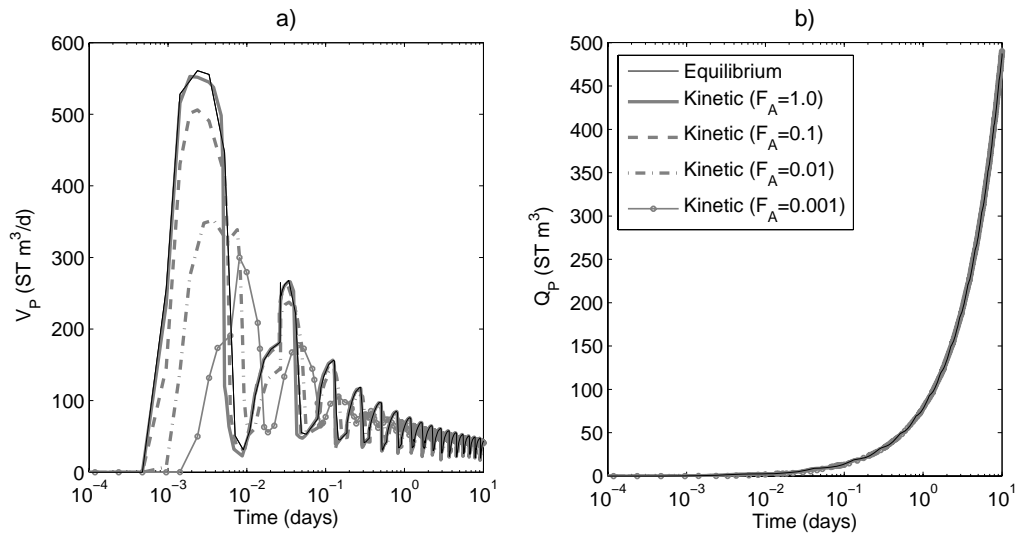 a)
600
500
400
300
200
100
0
V_P (ST m^3/d)
10^-4 10^-3 10^-2 10^-1 10^0 10^1
Time (days)
b)
500
450
400
350
300
250
200
150
100
50
0
Q_P (ST m^3)
Equilibrium
Kinetic (F_A=1.0)
Kinetic (F_A=0.1)
Kinetic (F_A=0.01)
Kinetic (F_A=0.001)
10^-4 10^-3 10^-2 10^-1 10^0 10^1
Time (days)